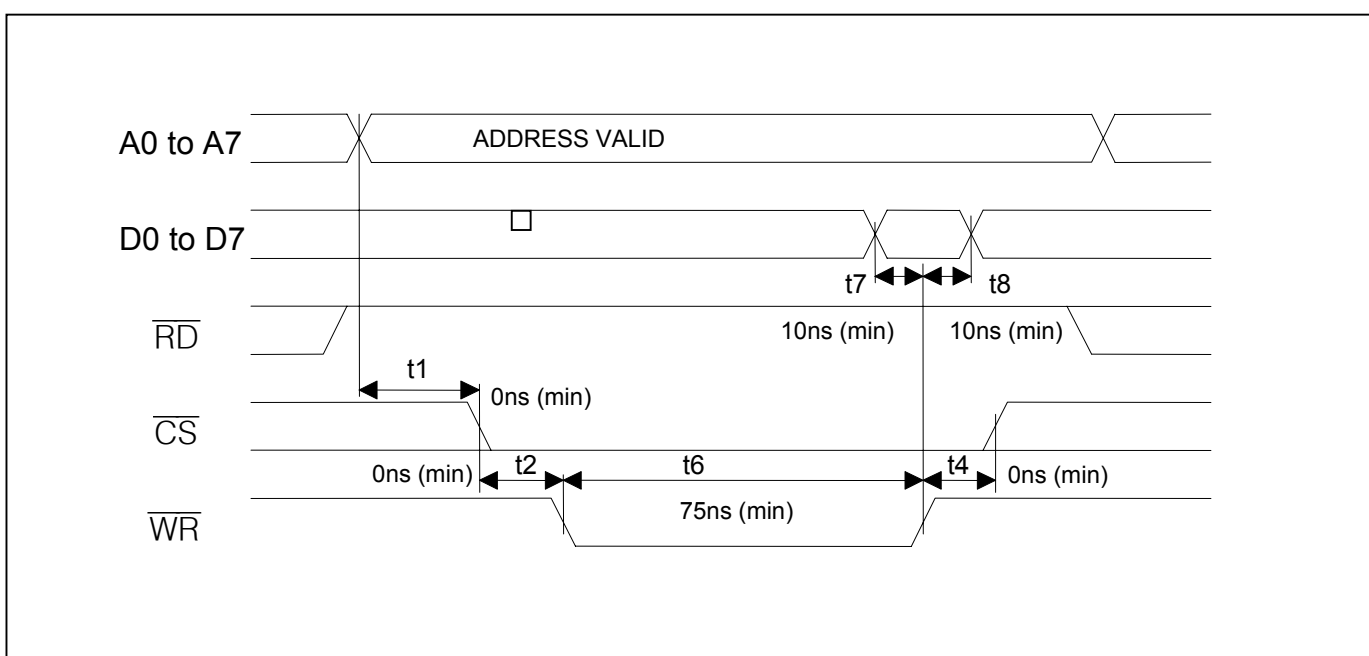 A0 to A7
ADDRESS VALID
D0 to D7
t7
t8
RD
10ns (min)
10ns (min)
t1
0ns (min)
CS
0ns (min)
t2
t6
t4
0ns (min)
75ns (min)
WR